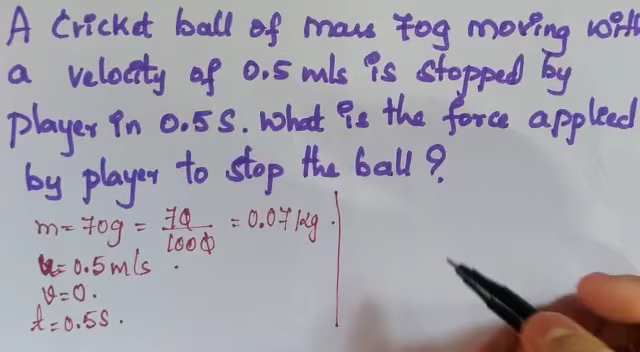 A Cricket ball of mass 70g moving with
a velocity of 0.5 m/s is stopped by
player in 0.5 S. What is the force applied
by player to stop the ball ?
m = 70g = 70/1000 = 0.07 kg.
u = 0.5 m/s
v = 0.
t = 0.5 S.